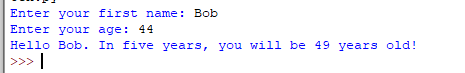 Enter your first name: Bob
Enter your age: 44
Hello Bob. In five years, you will be 49 years old!
>>>